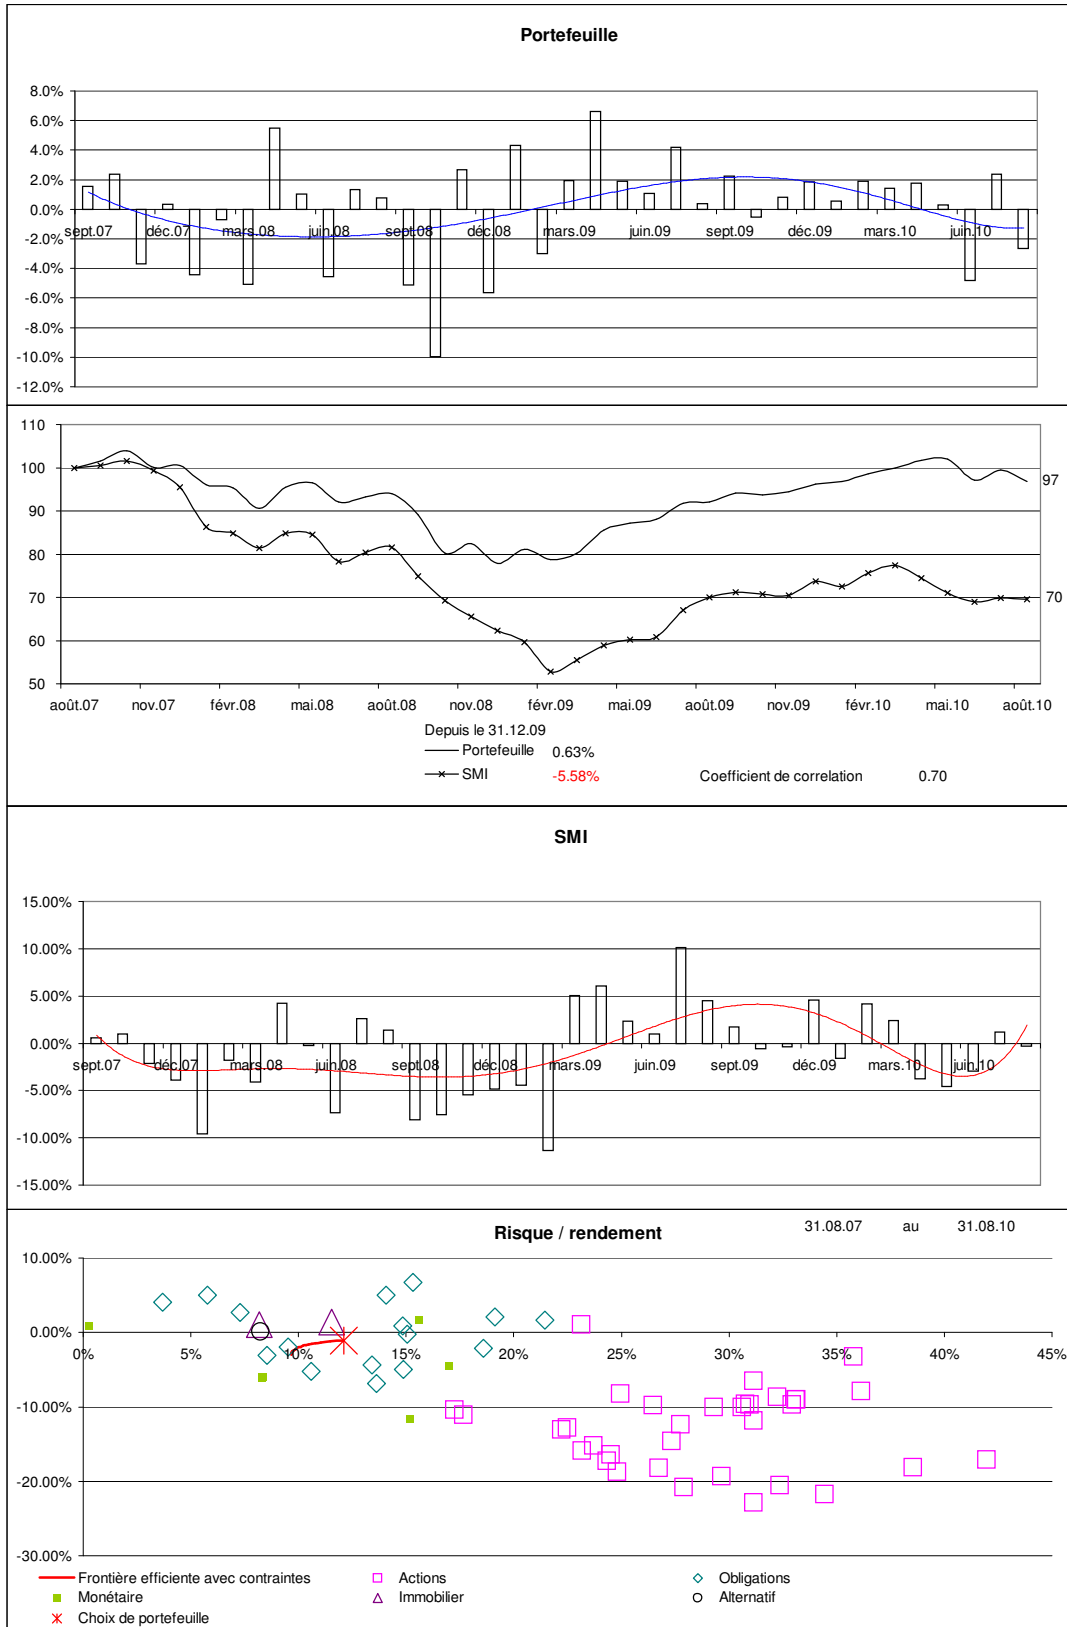 Portefeuille
8.0%
6.0%
4.0%
2.0%
0.0%
sept.07 déc.07 mars.08 juin.08 sept.08 déc.08 mars.09 juin.09 sept.09 déc.09 mars.10 juin.10
-2.0%
-4.0%
-6.0%
-8.0%
-10.0%
-12.0%
110
100
97
90
80
70
70
60
50
août.07 nov.07 févr.08 mai.08 août.08 nov.08 févr.09 mai.09 août.09 nov.09 févr.10 mai.10 août.10
Depuis le 31.12.09
Portefeuille 0.63%
SMI -5.58% Coefficient de correlation 0.70
SMI
15.00%
10.00%
5.00%
0.00%
sept.07 déc.07 mars.08 juin.08 sept.08 déc.08 mars.09 juin.09 sept.09 déc.09 mars.10 juin.10
-5.00%
-10.00%
-15.00%
Risque / rendement 31.08.07 au 31.08.10
10.00%
0.00%
0% 5% 10% 15% 20% 25% 30% 35% 40% 45%
-10.00%
-20.00%
-30.00%
Frontière efficiente avec contraintes Actions Obligations
Monétaire Immobilier Alternatif
Choix de portefeuille